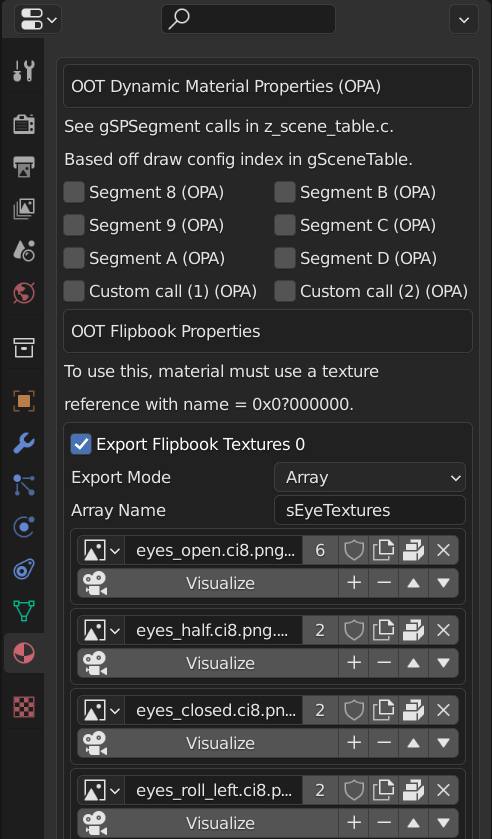 OOT Dynamic Material Properties (OPA)
See gSPSegment calls in z_scene_table.c.
Based off draw config index in gSceneTable.
Segment 8 (OPA) Segment B (OPA)
Segment 9 (OPA) Segment C (OPA)
Segment A (OPA) Segment D (OPA)
Custom call (1) (OPA) Custom call (2) (OPA)
OOT Flipbook Properties
To use this, material must use a texture
reference with name = 0x0?000000.
Export Flipbook Textures 0
Export Mode Array
Array Name sEyeTextures
eyes_open.ci8.png... 6
Visualize
eyes_half.ci8.png.... 2
Visualize
eyes_closed.ci8.pn... 2
Visualize
eyes_roll_left.ci8.p... 2
Visualize